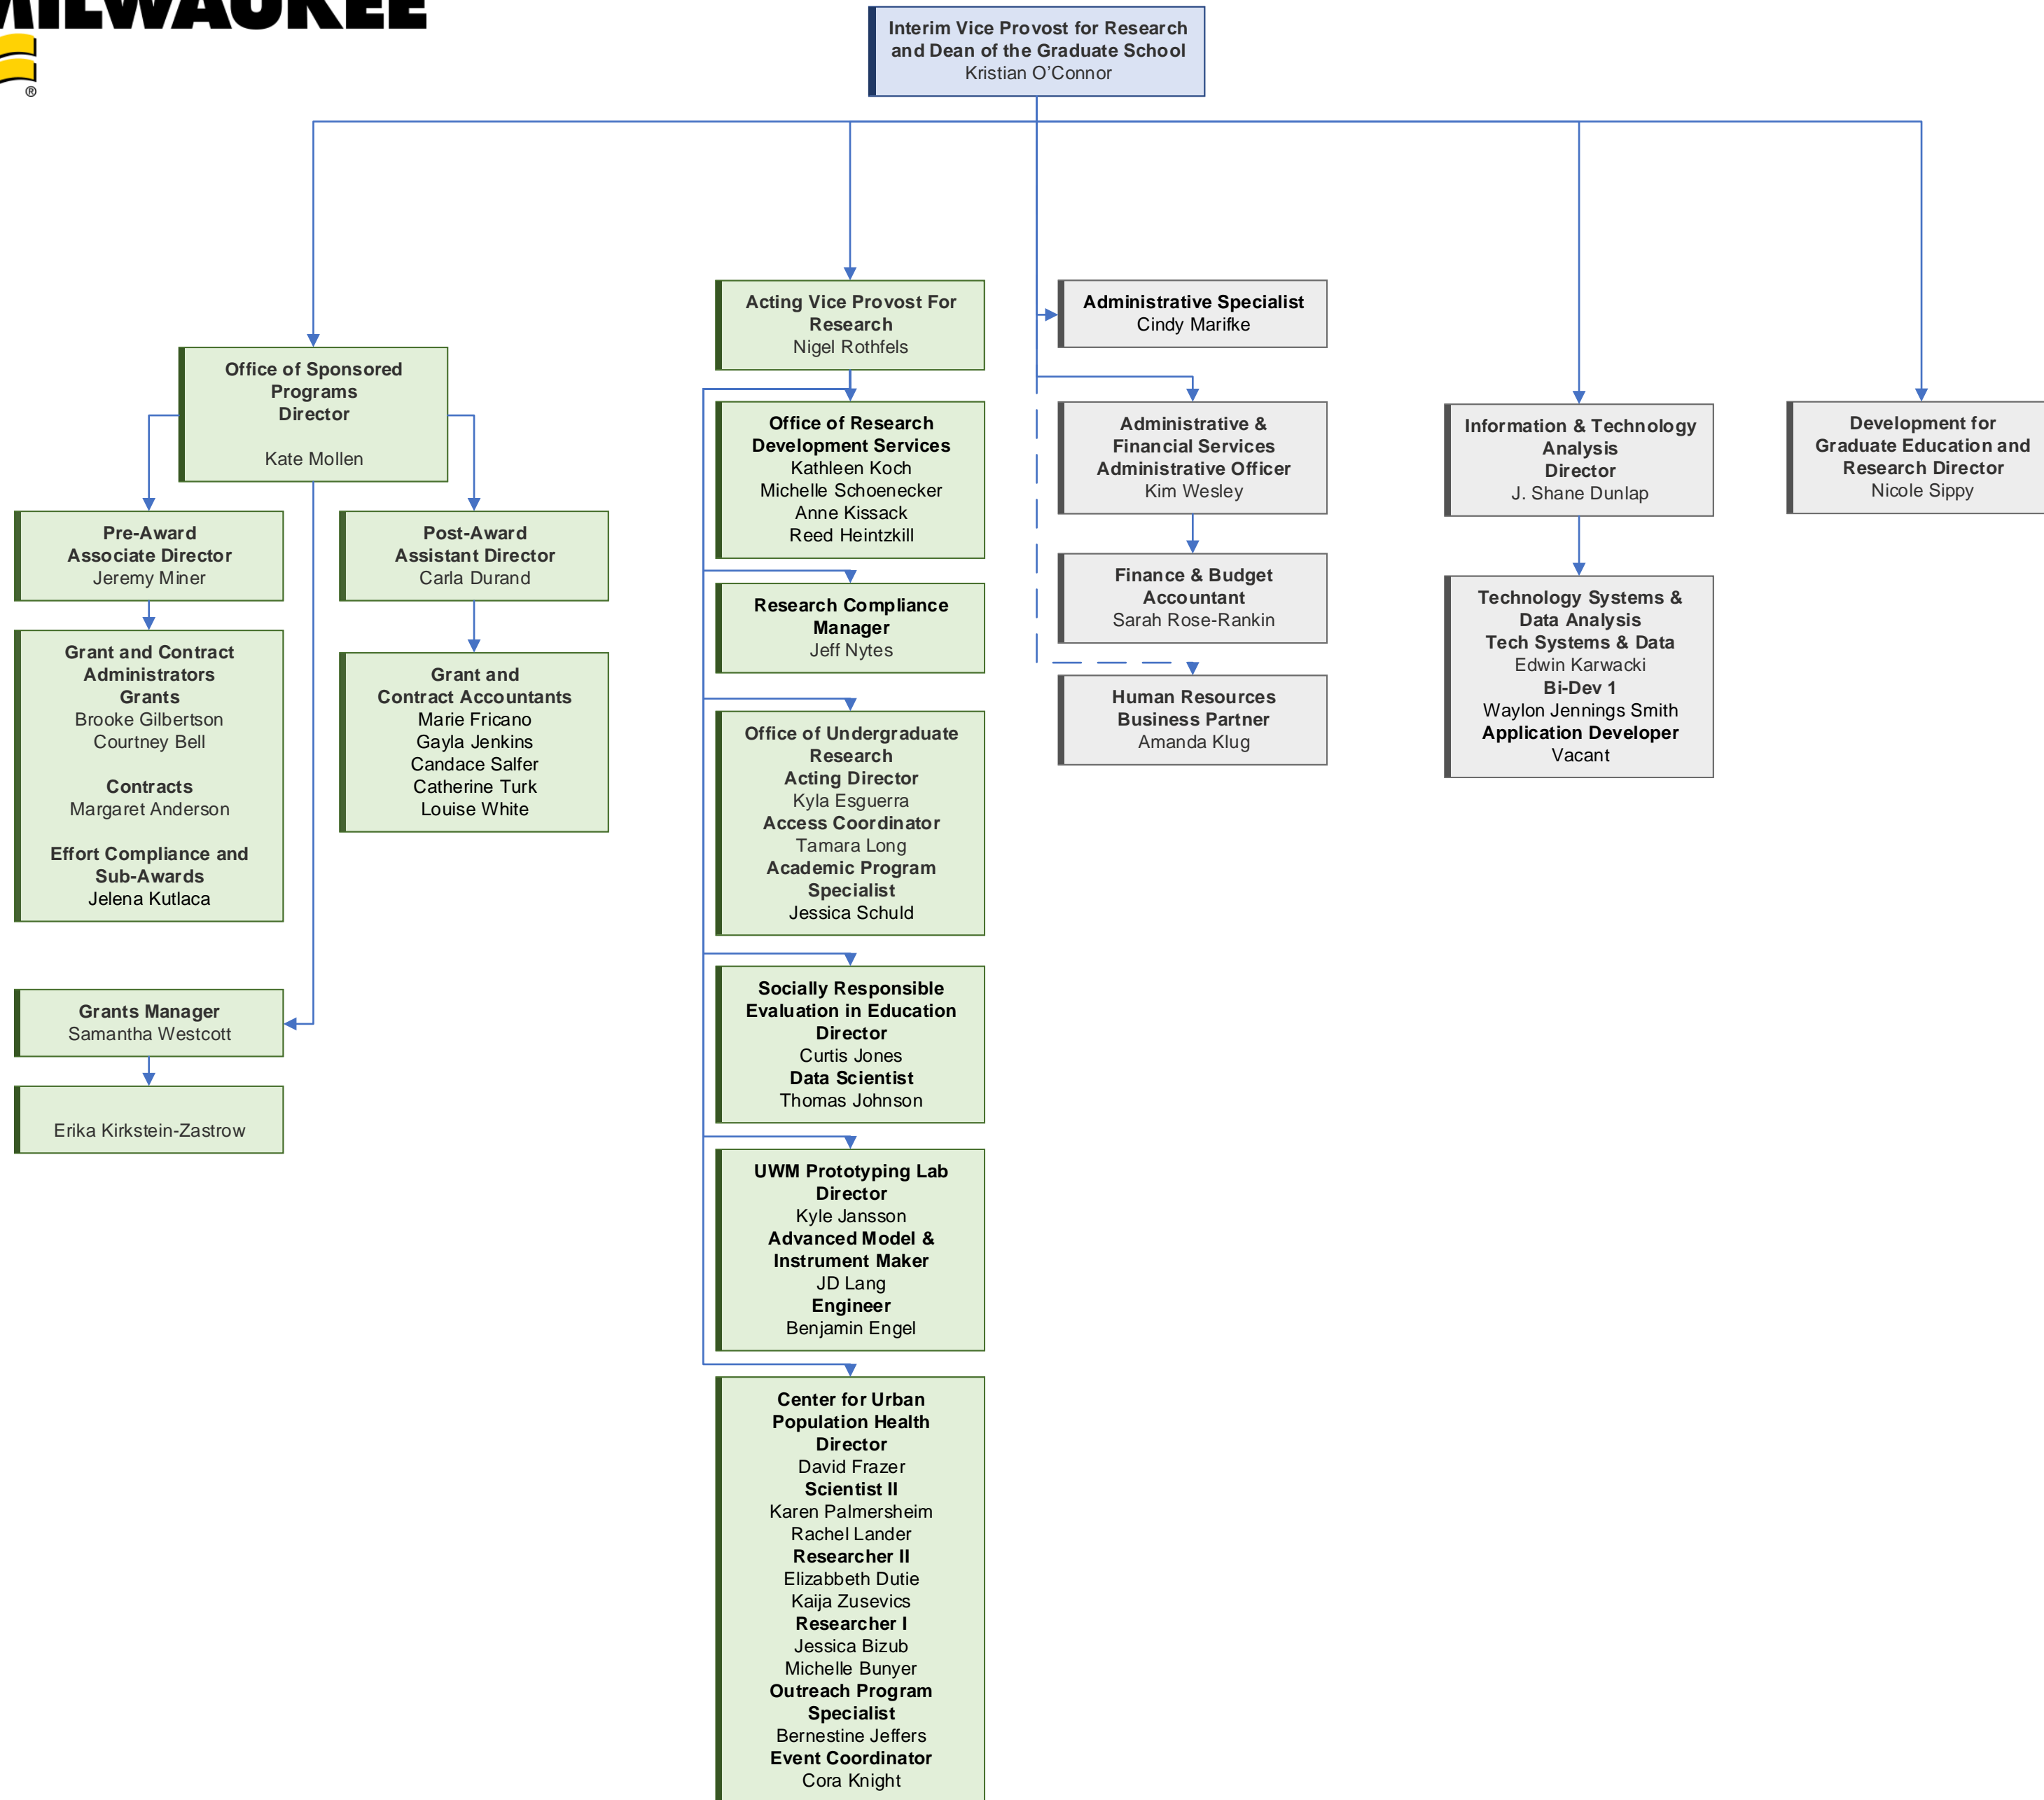 MILWAUKEE
®
Interim Vice Provost for Research
and Dean of the Graduate School
Kristian O’Connor
Office of Sponsored
Programs
Director
Kate Mollen
Pre-Award
Associate Director
Jeremy Miner
Post-Award
Assistant Director
Carla Durand
Grant and Contract
Administrators
Grants
Brooke Gilbertson
Courtney Bell
Contracts
Margaret Anderson
Effort Compliance and
Sub-Awards
Jelena Kutlaca
Grant and
Contract Accountants
Marie Fricano
Gayla Jenkins
Candace Salfer
Catherine Turk
Louise White
Grants Manager
Samantha Westcott
Erika Kirkstein-Zastrow
Acting Vice Provost For
Research
Nigel Rothfels
Office of Research
Development Services
Kathleen Koch
Michelle Schoenecker
Anne Kissack
Reed Heintzkill
Research Compliance
Manager
Jeff Nytes
Office of Undergraduate
Research
Acting Director
Kyla Esguerra
Access Coordinator
Tamara Long
Academic Program
Specialist
Jessica Schuld
Socially Responsible
Evaluation in Education
Director
Curtis Jones
Data Scientist
Thomas Johnson
UWM Prototyping Lab
Director
Kyle Jansson
Advanced Model &
Instrument Maker
JD Lang
Engineer
Benjamin Engel
Center for Urban
Population Health
Director
David Frazer
Scientist II
Karen Palmersheim
Rachel Lander
Researcher II
Elizabbeth Dutie
Kaija Zusevics
Researcher I
Jessica Bizub
Michelle Bunyer
Outreach Program
Specialist
Bernestine Jeffers
Event Coordinator
Cora Knight
Administrative Specialist
Cindy Marifke
Administrative &
Financial Services
Administrative Officer
Kim Wesley
Finance & Budget
Accountant
Sarah Rose-Rankin
Human Resources
Business Partner
Amanda Klug
Information & Technology
Analysis
Director
J. Shane Dunlap
Technology Systems &
Data Analysis
Tech Systems & Data
Edwin Karwacki
Bi-Dev 1
Waylon Jennings Smith
Application Developer
Vacant
Development for
Graduate Education and
Research Director
Nicole Sippy